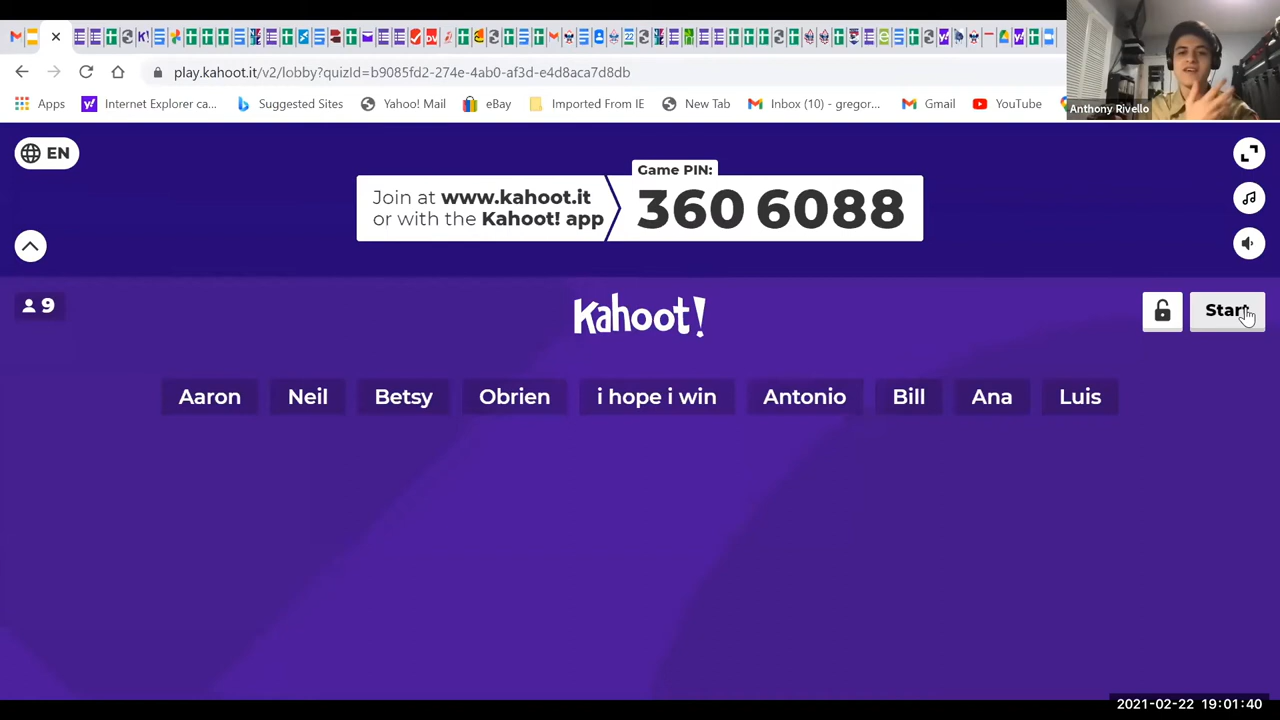 play.kahoot.it/v2/lobby?quizId=b9085fd2-274e-4ab0-af3d-e4d8aca7d8db
Anthony Rivello
Apps
Internet Explorer ca...
Suggested Sites
Yahoo! Mail
eBay
Imported From IE
New Tab
Inbox (10) - gregor...
Gmail
YouTube
EN
Game PIN:
Join at www.kahoot.it
or with the Kahoot! app
360 6088
9
Kahoot!
Start
Aaron
Neil
Betsy
Obrien
i hope i win
Antonio
Bill
Ana
Luis
2021-02-22 19:01:40